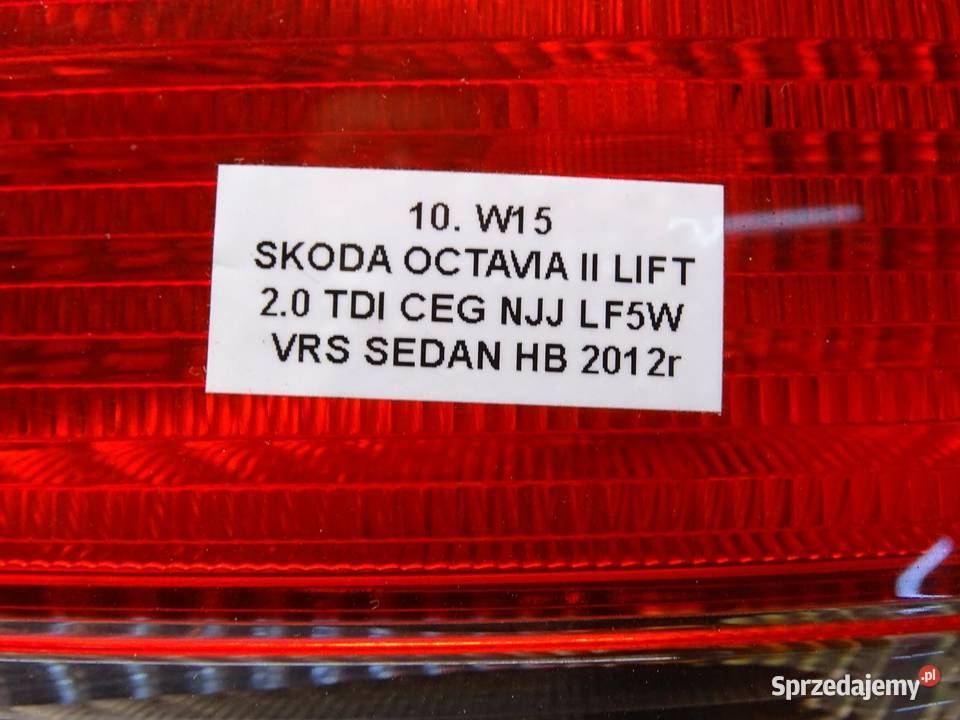 10. W15
SKODA OCTAVIA II LIFT
2.0 TDI CEG NJJ LF5W
VRS SEDAN HB 2012r
Sprzedajemy.pl